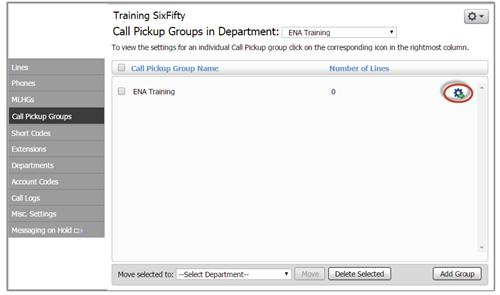 Training SixFifty
Call Pickup Groups in Department: ENA Training
To view the settings for an individual Call Pickup group click on the corresponding icon in the rightmost column.
Lines
Phones
MLHGs
Call Pickup Groups
Short Codes
Extensions
Departments
Account Codes
Call Logs
Misc. Settings
Messaging on Hold
Call Pickup Group Name Number of Lines
ENA Training 0
Move selected to: --Select Department-- Move Delete Selected Add Group